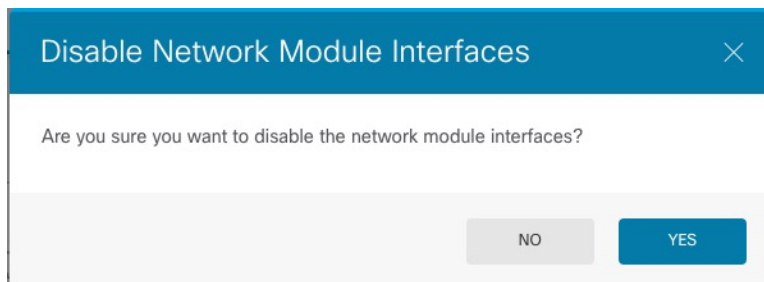 Disable Network Module Interfaces
Are you sure you want to disable the network module interfaces?
NO YES